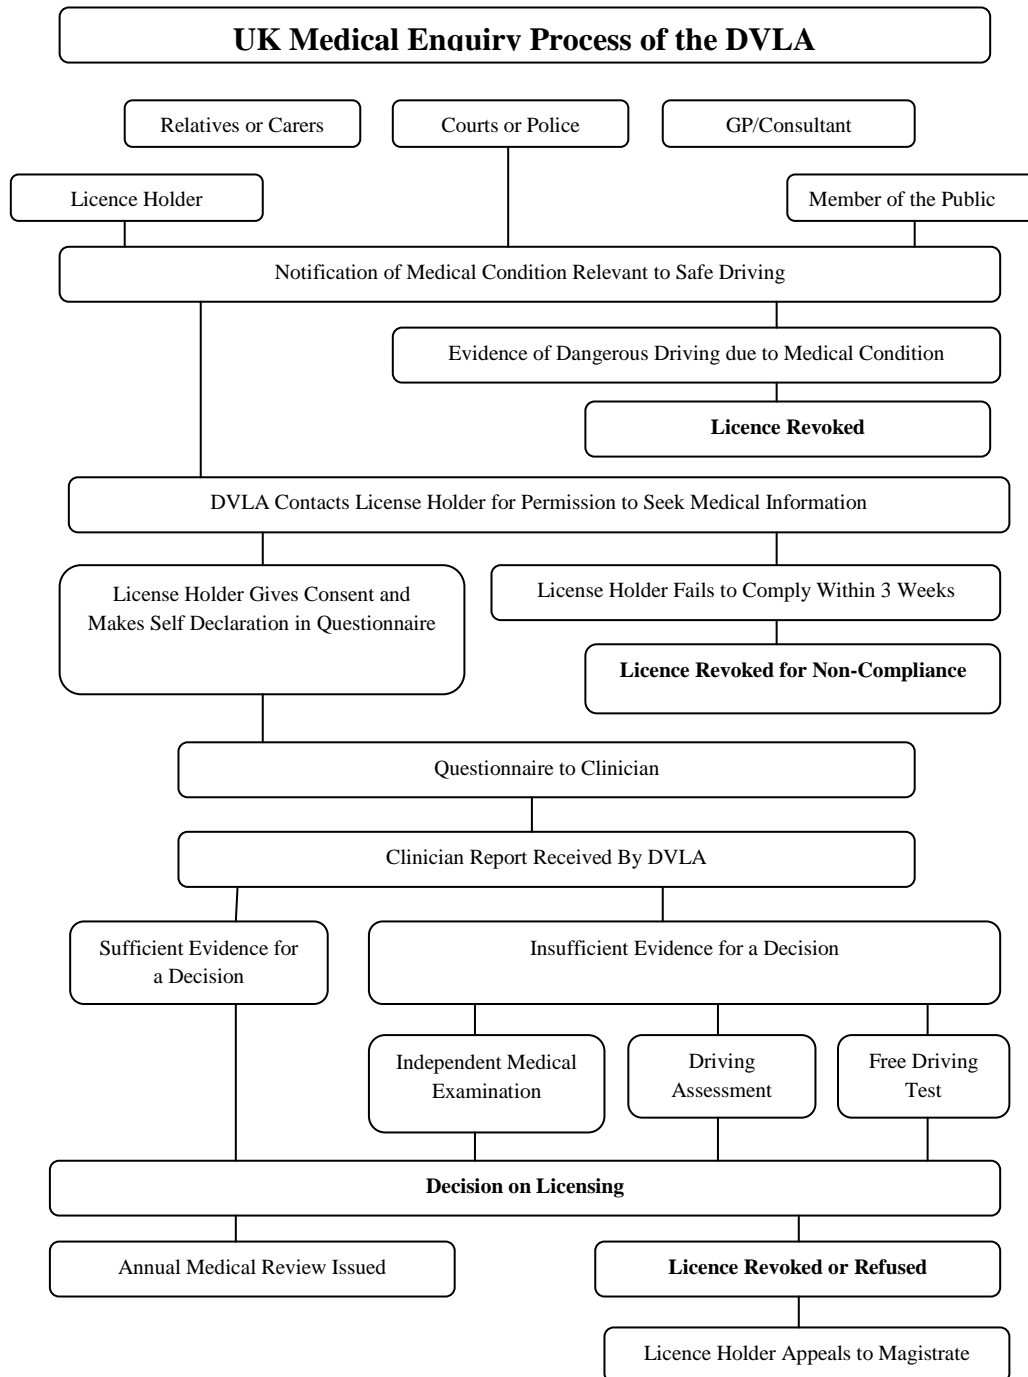 UK Medical Enquiry Process of the DVLA
Relatives or Carers
Courts or Police
GP/Consultant
Licence Holder
Member of the Public
Notification of Medical Condition Relevant to Safe Driving
Evidence of Dangerous Driving due to Medical Condition
Licence Revoked
DVLA Contacts License Holder for Permission to Seek Medical Information
License Holder Gives Consent and
Makes Self Declaration in Questionnaire
License Holder Fails to Comply Within 3 Weeks
Licence Revoked for Non-Compliance
Questionnaire to Clinician
Clinician Report Received By DVLA
Sufficient Evidence for
a Decision
Insufficient Evidence for a Decision
Independent Medical
Examination
Driving
Assessment
Free Driving
Test
Decision on Licensing
Annual Medical Review Issued
Licence Revoked or Refused
Licence Holder Appeals to Magistrate